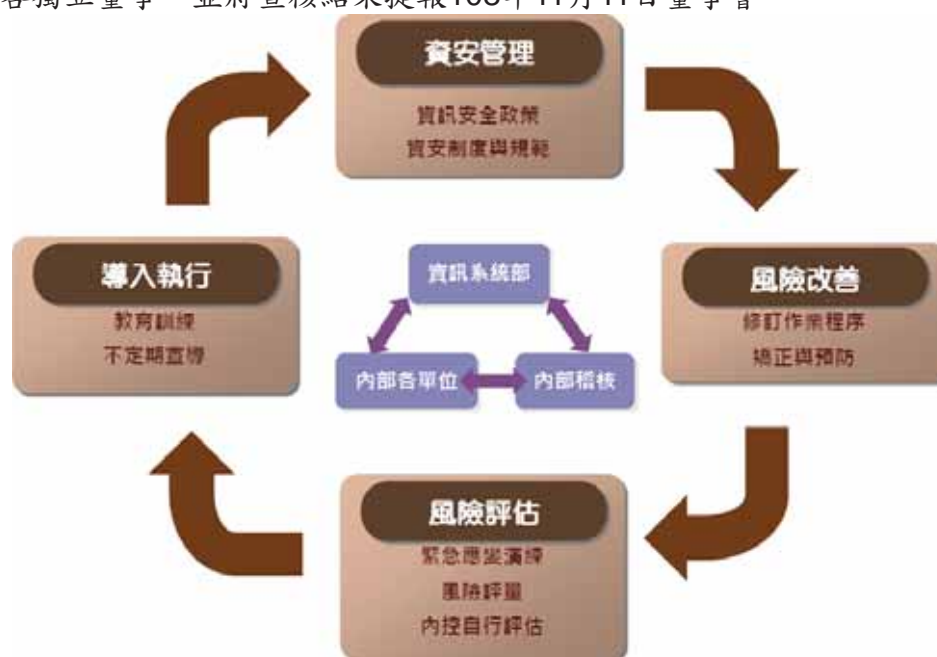 各獨立董事，並將查核結果提報108年11月11日董事會
資安管理
資訊安全政策
資安制度與規範
導入執行
教育訓練
不定期宣導
資訊系統部
內部各單位
內部稽核
風險改善
修訂作業程序
矯正與預防
風險評估
緊急應變演練
風險評量
內控自行評估